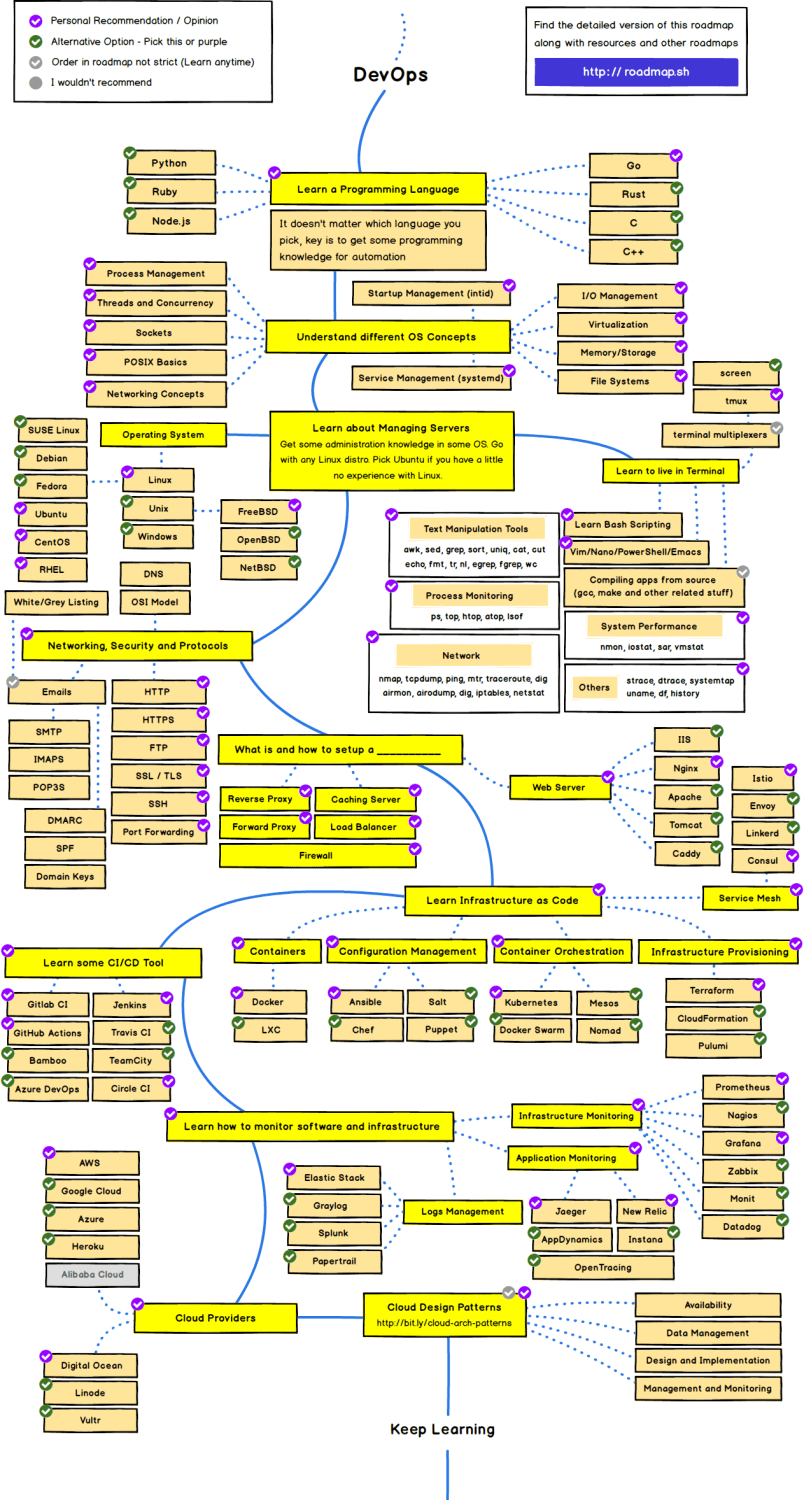 Personal Recommendation / Opinion
Alternative Option - Pick this or purple
Order in roadmap not strict (Learn anytime)
I wouldn't recommend
DevOps
Find the detailed version of this roadmap
along with resources and other roadmaps
http:// roadmap.sh
Python
Ruby
Node.js
Learn a Programming Language
It doesn't matter which language you
pick, key is to get some programming
knowledge for automation
Go
Rust
C
C++
Process Management
Threads and Concurrency
Sockets
POSIX Basics
Networking Concepts
Startup Management (intid)
Understand different OS Concepts
Service Management (systemd)
I/O Management
Virtualization
Memory/Storage
File Systems
screen
tmux
terminal multiplexers
Learn to live in Terminal
Learn about Managing Servers
Get some administration knowledge in some OS. Go
with any Linux distro. Pick Ubuntu if you have a little
no experience with Linux.
Operating System
SUSE Linux
Debian
Fedora
Ubuntu
CentOS
RHEL
Linux
Unix
Windows
FreeBSD
OpenBSD
NetBSD
Text Manipulation Tools
awk, sed, grep, sort, uniq, cat, cut
echo, fmt, tr, nl, egrep, fgrep, wc
Process Monitoring
ps, top, htop, atop, lsof
Network
nmap, tcpdump, ping, mtr, traceroute, dig
airmon, airodump, dig, iptables, netstat
Learn Bash Scripting
Vim/Nano/PowerShell/Emacs
Compiling apps from source
(gcc, make and other related stuff)
System Performance
nmon, iostat, sar, vmstat
Others
strace, dtrace, systemtap
uname, df, history
DNS
OSI Model
White/Grey Listing
Networking, Security and Protocols
Emails
SMTP
IMAPS
POP3S
DMARC
SPF
Domain Keys
HTTP
HTTPS
FTP
SSL / TLS
SSH
Port Forwarding
What is and how to setup a ___________
Reverse Proxy
Caching Server
Forward Proxy
Load Balancer
Firewall
Web Server
IIS
Nginx
Apache
Tomcat
Caddy
Istio
Envoy
Linkerd
Consul
Service Mesh
Learn Infrastructure as Code
Containers
Docker
LXC
Configuration Management
Ansible
Salt
Chef
Puppet
Container Orchestration
Kubernetes
Mesos
Docker Swarm
Nomad
Infrastructure Provisioning
Terraform
CloudFormation
Pulumi
Learn some CI/CD Tool
Gitlab CI
Jenkins
GitHub Actions
Travis CI
Bamboo
TeamCity
Azure DevOps
Circle CI
Learn how to monitor software and infrastructure
Infrastructure Monitoring
Prometheus
Nagios
Grafana
Zabbix
Monit
Datadog
Application Monitoring
Jaeger
New Relic
AppDynamics
Instana
OpenTracing
Logs Management
Elastic Stack
Graylog
Splunk
Papertrail
AWS
Google Cloud
Azure
Heroku
Alibaba Cloud
Cloud Providers
Digital Ocean
Linode
Vultr
Cloud Design Patterns
http://bit.ly/cloud-arch-patterns
Availability
Data Management
Design and Implementation
Management and Monitoring
Keep Learning